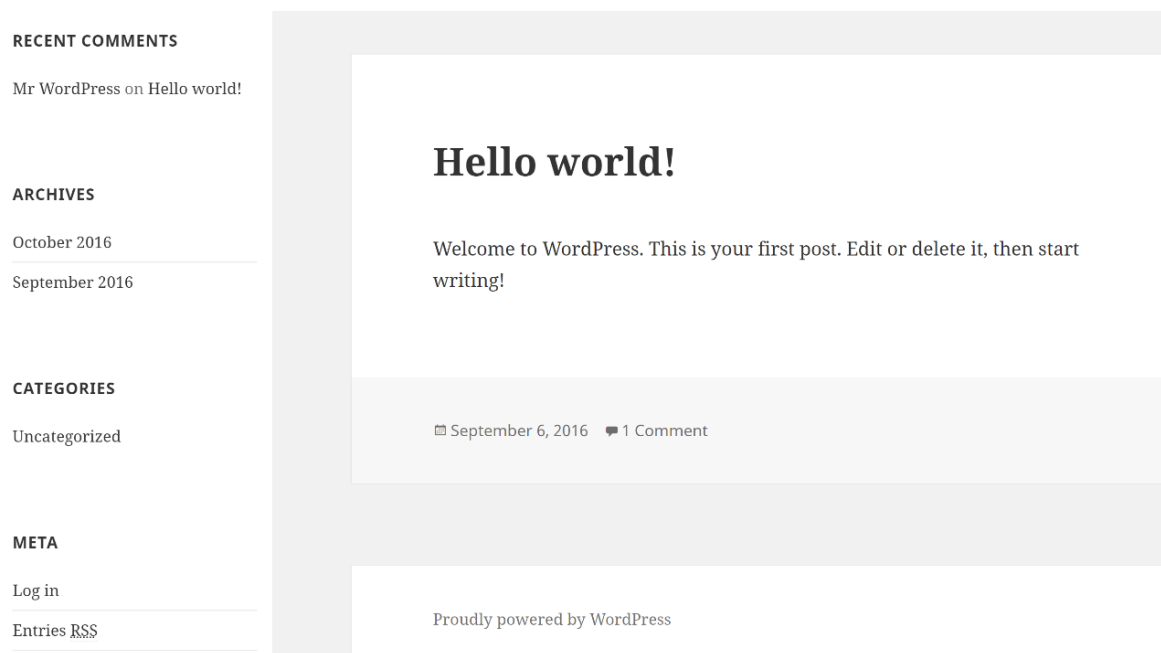 RECENT COMMENTS
Mr WordPress on Hello world!
ARCHIVES
October 2016
September 2016
CATEGORIES
Uncategorized
META
Log in
Entries RSS
Hello world!
Welcome to WordPress. This is your first post. Edit or delete it, then start
writing!
September 6, 2016 1 Comment
Proudly powered by WordPress